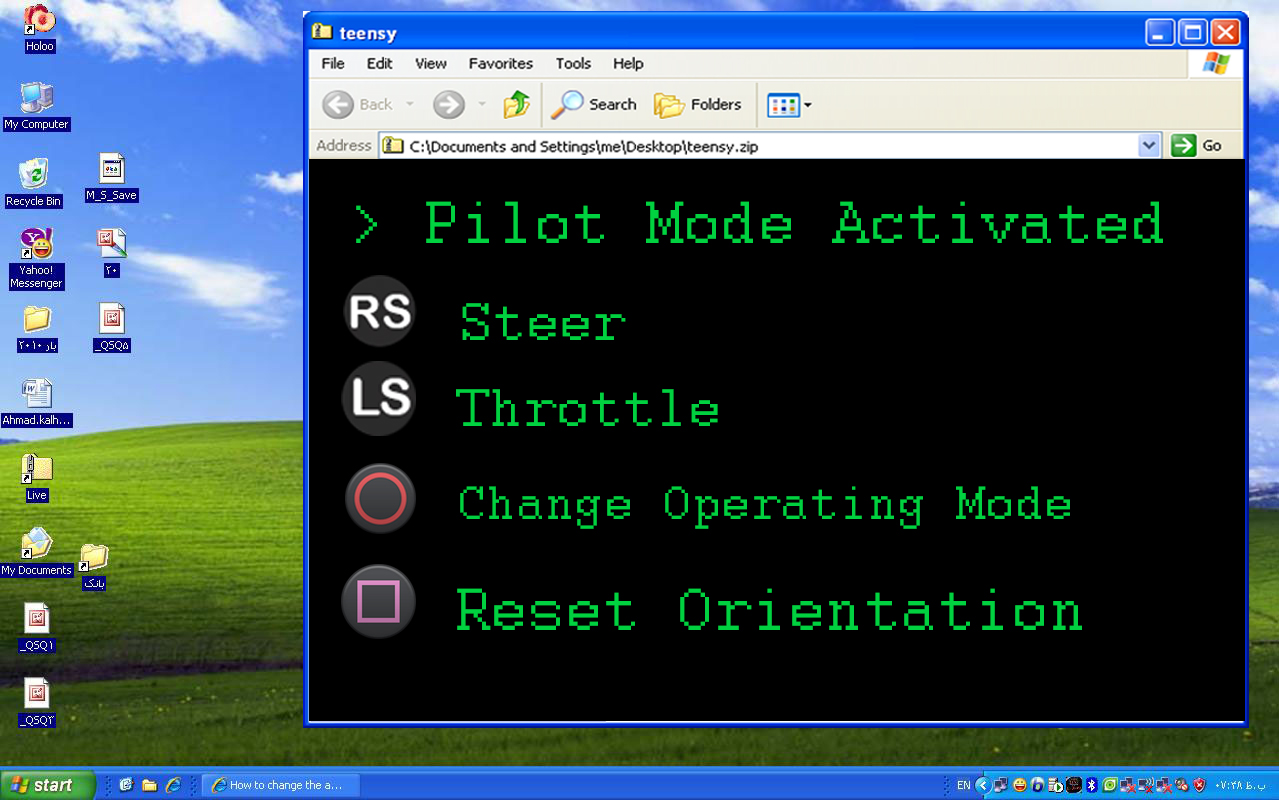 Holoo
My Computer
Recycle Bin
M_S_Save
Yahoo!
Messenger
۲۰
بار ۲۰۱۰
_QSQ۵
Ahmad.kalh...
Live
My Documents
بانک
_QSQ۱
_QSQ۲
teensy
File Edit View Favorites Tools Help
Back Search Folders
Address C:\Documents and Settings\me\Desktop\teensy.zip Go
> Pilot Mode Activated
RS Steer
LS Throttle
Change Operating Mode
Reset Orientation
start How to change the a... EN ۰۷:۲۸ ب.ظ